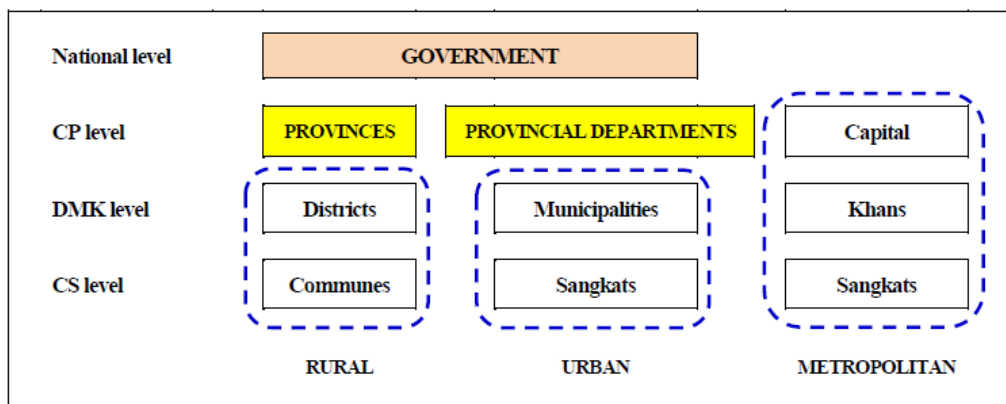 National level GOVERNMENT
CP level PROVINCES PROVINCIAL DEPARTMENTS Capital
DMK level Districts Municipalities Khans
CS level Communes Sangkats Sangkats
RURAL URBAN METROPOLITAN